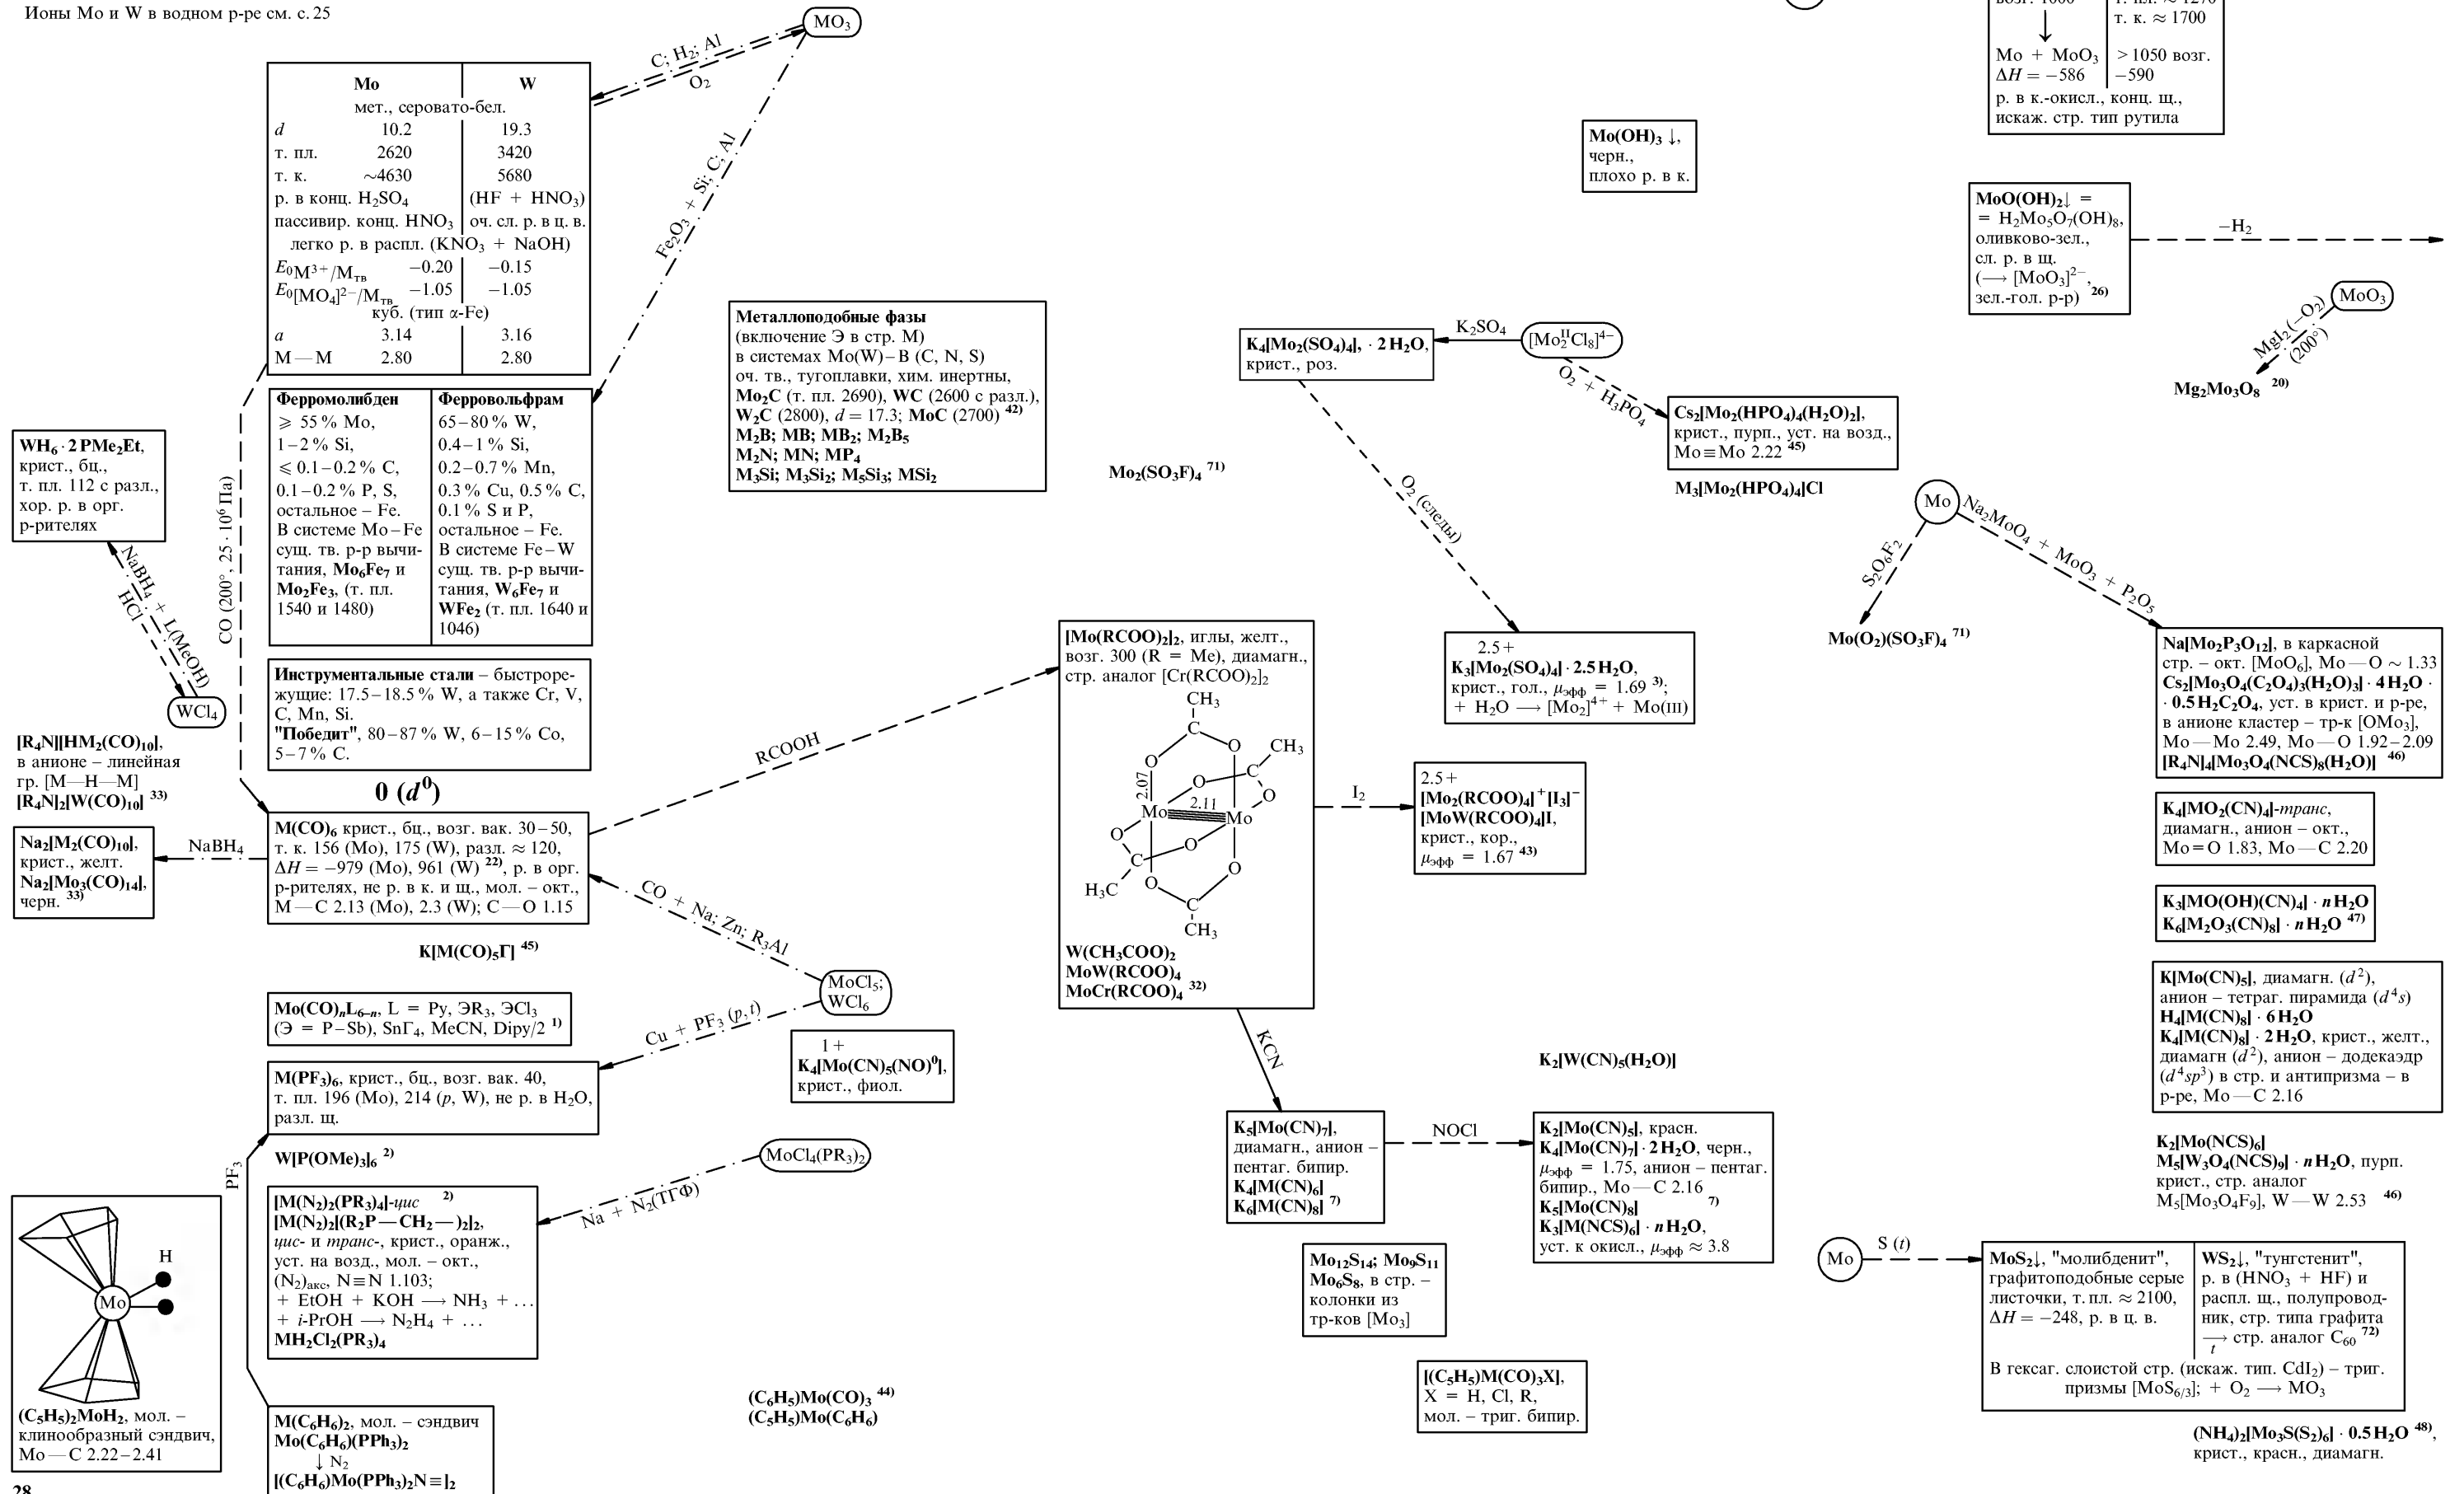 Ионы Mo и W в водном р-ре см. с. 25
MO₃
C; H₂; Al
O₂
Mo W
мет., серовато-бел.
d 10.2 19.3
т. пл. 2620 3420
т. к. ~4630 5680
р. в конц. H₂SO₄ (HF + HNO₃)
пассивир. конц. HNO₃ оч. сл. р. в ц. в.
легко р. в распл. (KNO₃ + NaOH)
E₀M³⁺/Mтв −0.20 −0.15
E₀[MO₄]²⁻/Mтв −1.05 −1.05
куб. (тип α-Fe)
a 3.14 3.16
M—M 2.80 2.80
Fe₂O₃ + Si; C; Al
Ферромолибден
⩾ 55 % Mo,
1–2 % Si,
⩽ 0.1–0.2 % C,
0.1–0.2 % P, S,
остальное – Fe.
В системе Mo–Fe
сущ. тв. р-р вычи-
тания, Mo₆Fe₇ и
Mo₂Fe₃, (т. пл.
1540 и 1480)
Ферровольфрам
65–80 % W,
0.4–1 % Si,
0.2–0.7 % Mn,
0.3 % Cu, 0.5 % C,
0.1 % S и P,
остальное – Fe.
В системе Fe–W
сущ. тв. р-р вычи-
тания, W₆Fe₇ и
WFe₂ (т. пл. 1640 и
1046)
Инструментальные стали – быстроре-
жущие: 17.5–18.5 % W, а также Cr, V,
C, Mn, Si.
"Победит", 80–87 % W, 6–15 % Co,
5–7 % C.
WH₆ · 2 PMe₂Et,
крист., бц.,
т. пл. 112 с разл.,
хор. р. в орг.
р-рителях
NaBH₄ + L(MeOH)
HCl
WCl₄
CO (200°, 25 · 10⁶ Па)
[R₄N][HM₂(CO)₁₀],
в анионе – линейная
гр. [M—H—M]
[R₄N]₂[W(CO)₁₀] ³³⁾
Na₂[M₂(CO)₁₀],
крист., желт.
Na₂[Mo₃(CO)₁₄],
черн. ³³⁾
NaBH₄
0 (d⁰)
M(CO)₆ крист., бц., возг. вак. 30–50,
т. к. 156 (Mo), 175 (W), разл. ≈ 120,
ΔH = −979 (Mo), 961 (W) ²²⁾, р. в орг.
р-рителях, не р. в к. и щ., мол. – окт.,
M—C 2.13 (Mo), 2.3 (W); C—O 1.15
K[M(CO)₅Г] ⁴⁵⁾
CO + Na; Zn; R₃Al
MoCl₅;
WCl₆
Cu + PF₃ (p, t)
Mo(CO)ₙL₆₋ₙ, L = Py, ЭR₃, ЭCl₃
(Э = P–Sb), SnГ₄, MeCN, Dipy/2 ¹⁾
M(PF₃)₆, крист., бц., возг. вак. 40,
т. пл. 196 (Mo), 214 (p, W), не р. в H₂O,
разл. щ.
1+
K₄[Mo(CN)₅(NO)⁰],
крист., фиол.
W[P(OMe)₃]₆ ²⁾
PF₃
MoCl₄(PR₃)₂
Na + N₂(ТГФ)
[M(N₂)₂(PR₃)₄]-цис ²⁾
[M(N₂)₂[(R₂P—CH₂—)₂]₂,
цис- и транс-, крист., оранж.,
уст. на возд., мол. – окт.,
(N₂)акс, N≡N 1.103;
+ EtOH + KOH ⟶ NH₃ + …
+ i-PrOH ⟶ N₂H₄ + …
MH₂Cl₂(PR₃)₄
H
Mo
(C₅H₅)₂MoH₂, мол. –
клинообразный сэндвич,
Mo—C 2.22–2.41
M(C₆H₆)₂, мол. – сэндвич
Mo(C₆H₆)(PPh₃)₂
↓ N₂
[(C₆H₆)Mo(PPh₃)₂N≡]₂
(C₆H₅)Mo(CO)₃ ⁴⁴⁾
(C₅H₅)Mo(C₆H₆)
28
Металлоподобные фазы
(включение Э в стр. M)
в системах Mo(W)–B (C, N, S)
оч. тв., тугоплавки, хим. инертны,
Mo₂C (т. пл. 2690), WC (2600 с разл.),
W₂C (2800), d = 17.3; MoC (2700) ⁴²⁾
M₂B; MB; MB₂; M₂B₅
M₂N; MN; MP₄
M₃Si; M₃Si₂; M₅Si₃; MSi₂
Mo₂(SO₃F)₄ ⁷¹⁾
RCOOH
[Mo(RCOO)₂]₂, иглы, желт.,
возг. 300 (R = Me), диамагн.,
стр. аналог [Cr(RCOO)₂]₂
CH₃
C
O O CH₃
O C
2.07 O
Mo 2.11 Mo
O O
C
H₃C O O
C
CH₃
W(CH₃COO)₂
MoW(RCOO)₄
MoCr(RCOO)₄ ³²⁾
K₄[Mo₂(SO₄)₄], · 2 H₂O,
крист., роз.
K₂SO₄
[Mo₂ᴵᴵCl₈]⁴⁻
O₂ + H₃PO₄
Cs₂[Mo₂(HPO₄)₄(H₂O)₂],
крист., пурп., уст. на возд.,
Mo≡Mo 2.22 ⁴⁵⁾
M₃[Mo₂(HPO₄)₄]Cl
O₂ (следы)
2.5+
K₃[Mo₂(SO₄)₄] · 2.5 H₂O,
крист., гол., μэфф = 1.69 ³⁾;
+ H₂O ⟶ [Mo₂]⁴⁺ + Mo(III)
I₂
2.5+
[Mo₂(RCOO)₄]⁺[I₃]⁻
[MoW(RCOO)₄]I,
крист., кор.,
μэфф = 1.67 ⁴³⁾
KCN
K₅[Mo(CN)₇],
диамагн., анион –
пентаг. бипир.
K₄[M(CN)₆]
K₆[M(CN)₈] ⁷⁾
NOCl
K₂[W(CN)₅(H₂O)]
K₂[Mo(CN)₅], красн.
K₄[Mo(CN)₇] · 2 H₂O, черн.,
μэфф = 1.75, анион – пентаг.
бипир., Mo—C 2.16
K₅[Mo(CN)₈] ⁷⁾
K₃[M(NCS)₆] · n H₂O,
уст. к окисл., μэфф ≈ 3.8
Mo₁₂S₁₄; Mo₉S₁₁
Mo₆S₈, в стр. –
колонки из
тр-ков [Mo₃]
[(C₅H₅)M(CO)₃X],
X = H, Cl, R,
мол. – триг. бипир.
Mo(OH)₃ ↓,
черн.,
плохо р. в к.
т. к. ≈ 1700
Mo + MoO₃ > 1050 возг.
ΔH = −586 −590
р. в к.-окисл., конц. щ.,
искаж. стр. тип рутила
MoO(OH)₂↓ =
= H₂Mo₅O₇(OH)₈,
оливково-зел.,
сл. р. в щ.
(⟶ [MoO₃]²⁻,
зел.-гол. р-р) ²⁶⁾
−H₂
MoO₃
MgI₂ (−O₂)
(200°)
Mg₂Mo₃O₈ ²⁰⁾
Mo
Na₂MoO₄ + MoO₃ + P₂O₅
S₂O₆F₂
Mo(O₂)(SO₃F)₄ ⁷¹⁾
Na[Mo₂P₃O₁₂], в каркасной
стр. – окт. [MoO₆], Mo—O ~ 1.33
Cs₂[Mo₃O₄(C₂O₄)₃(H₂O)₃] · 4 H₂O ·
· 0.5 H₂C₂O₄, уст. в крист. и р-ре,
в анионе кластер – тр-к [OMo₃],
Mo—Mo 2.49, Mo—O 1.92–2.09
[R₄N]₄[Mo₃O₄(NCS)₈(H₂O)] ⁴⁶⁾
K₄[MO₂(CN)₄]-транс,
диамагн., анион – окт.,
Mo=O 1.83, Mo—C 2.20
K₃[MO(OH)(CN)₄] · n H₂O
K₆[M₂O₃(CN)₈] · n H₂O ⁴⁷⁾
K[Mo(CN)₅], диамагн. (d²),
анион – тетраг. пирамида (d⁴s)
H₄[M(CN)₈] · 6 H₂O
K₄[M(CN)₈] · 2 H₂O, крист., желт.,
диамагн (d²), анион – додекаэдр
(d⁴sp³) в стр. и антипризма – в
р-ре, Mo—C 2.16
K₂[Mo(NCS)₆]
M₅[W₃O₄(NCS)₉] · n H₂O, пурп.
крист., стр. аналог
M₅[Mo₃O₄F₉], W—W 2.53 ⁴⁶⁾
Mo
S (t)
MoS₂↓, "молибденит",
графитоподобные серые
листочки, т. пл. ≈ 2100,
ΔH = −248, р. в ц. в.
WS₂↓, "тунгстенит",
р. в (HNO₃ + HF) и
распл. щ., полупровод-
ник, стр. типа графита
⟶ стр. аналог C₆₀ ⁷²⁾
t
В гексаг. слоистой стр. (искаж. тип. CdI₂) – триг.
призмы [MoS₆/₃]; + O₂ ⟶ MO₃
(NH₄)₂[Mo₃S(S₂)₆] · 0.5 H₂O ⁴⁸⁾,
крист., красн., диамагн.